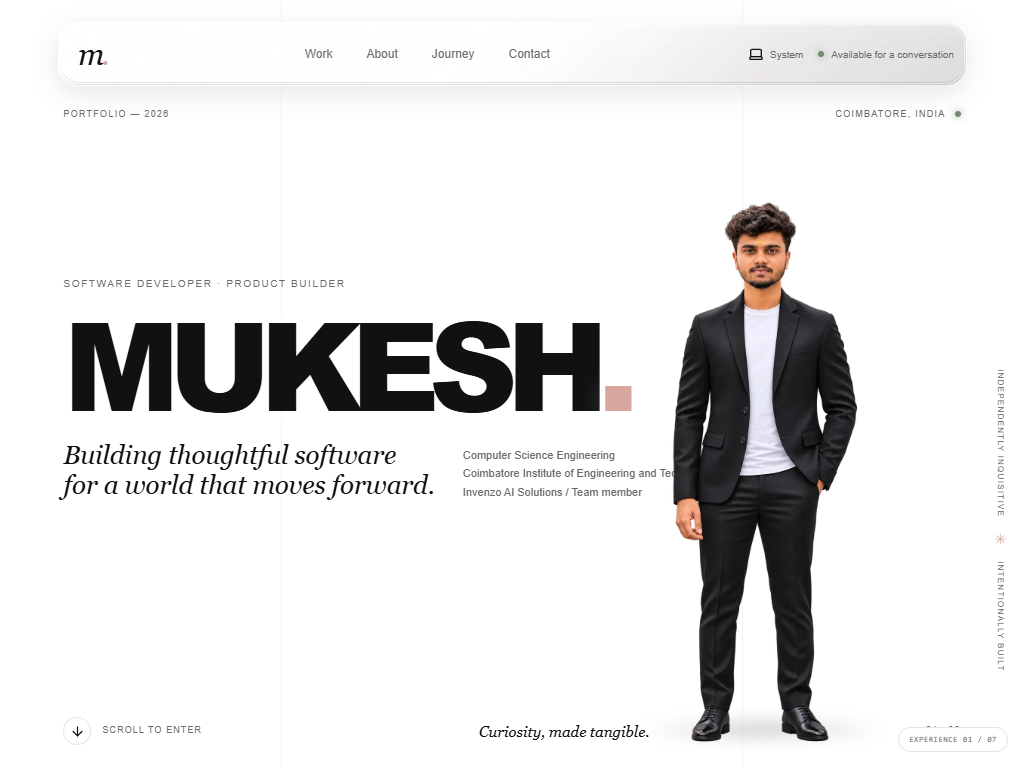 m.
Work
About
Journey
Contact
System
Available for a conversation
PORTFOLIO — 2026
COIMBATORE, INDIA
SOFTWARE DEVELOPER · PRODUCT BUILDER
MUKESH.
Building thoughtful software
for a world that moves forward.
Computer Science Engineering
Coimbatore Institute of Engineering and
Invenzo AI Solutions / Team member
INDEPENDENTLY INQUISITIVE
INTENTIONALLY BUILT
SCROLL TO ENTER
Curiosity, made tangible.
EXPERIENCE 01 / 07